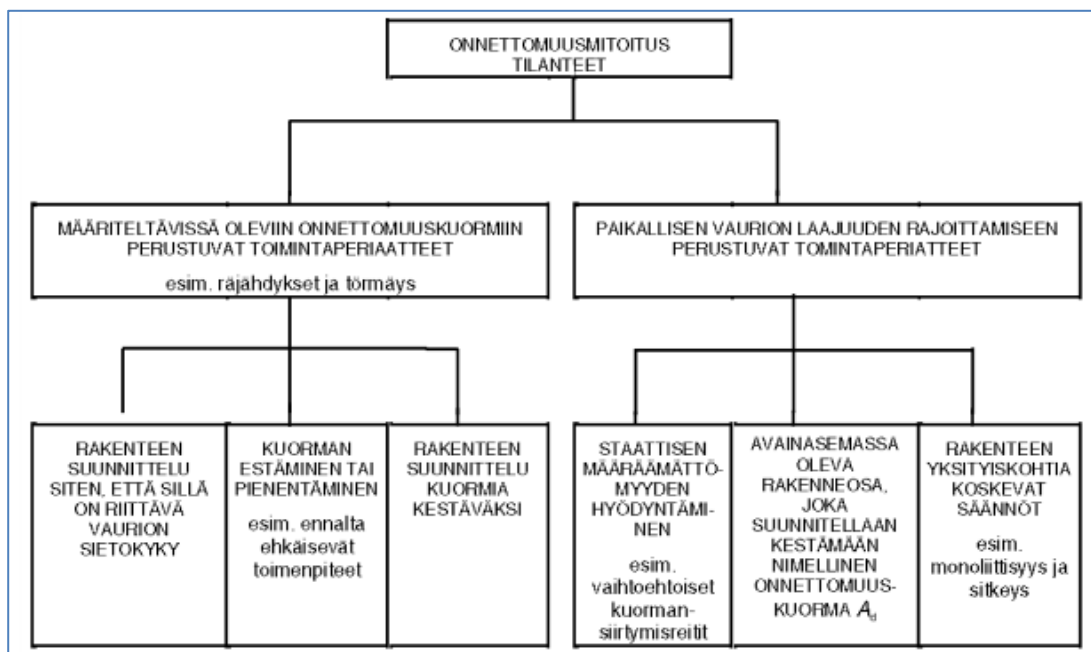 ONNETTOMUUSMITOITUS
TILANTEET
MÄÄRITELTÄVISSÄ OLEVIIN ONNETTOMUUSKUORMIIN
PERUSTUVAT TOIMINTAPERIAATTEET
esim. räjähdykset ja törmäys
PAIKALLISEN VAURION LAAJUUDEN RAJOITTAMISEEN
PERUSTUVAT TOMINTAPERIATTEET
RAKENTEEN
SUUNNITTELU
SITEN, ETTÄ SILLÄ
ON RIITTÄVÄ
VAURION
SIETOKYKY
KUORMAN
ESTÄMINEN TAI
PIENENTÄMINEN
esim. ennalta
ehkäisevät
toimenpiteet
RAKENTEEN
SUUNNITTELU
KUORMIA
KESTÄVÄKSI
STAATTISEN
MÄÄRÄÄMÄTTÖ-
MYYDEN
HYÖDYNTÄMI-
NEN
esim.
vaihtoehtoiset
kuorman-
siirtymisreitit
AVAINASEMASSA
OLEVA
RAKENNEOSA,
JOKA
SUUNNITELLAAN
KESTÄMÄÄN
NIMELLINEN
ONNETTOMUUS-
KUORMA Ad
RAKENTEEN
YKSITYISKOHTIA
KOSKEVAT
SÄÄNNÖT
esim.
monoliittisyys ja
sitkeys